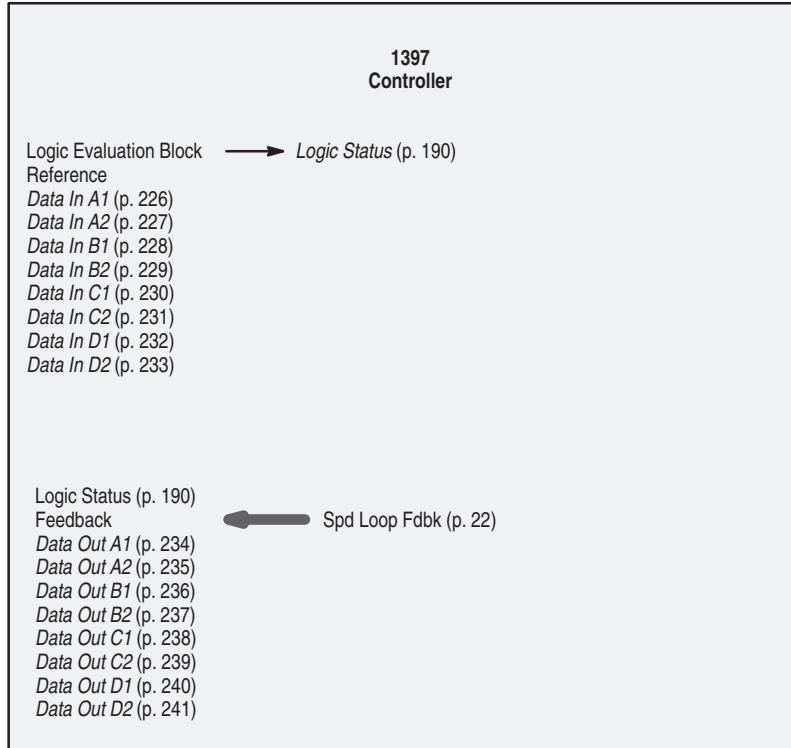 1397
Controller
Logic Evaluation Block Logic Status (p. 190)
Reference
Data In A1 (p. 226)
Data In A2 (p. 227)
Data In B1 (p. 228)
Data In B2 (p. 229)
Data In C1 (p. 230)
Data In C2 (p. 231)
Data In D1 (p. 232)
Data In D2 (p. 233)
Logic Status (p. 190)
Feedback Spd Loop Fdbk (p. 22)
Data Out A1 (p. 234)
Data Out A2 (p. 235)
Data Out B1 (p. 236)
Data Out B2 (p. 237)
Data Out C1 (p. 238)
Data Out C2 (p. 239)
Data Out D1 (p. 240)
Data Out D2 (p. 241)